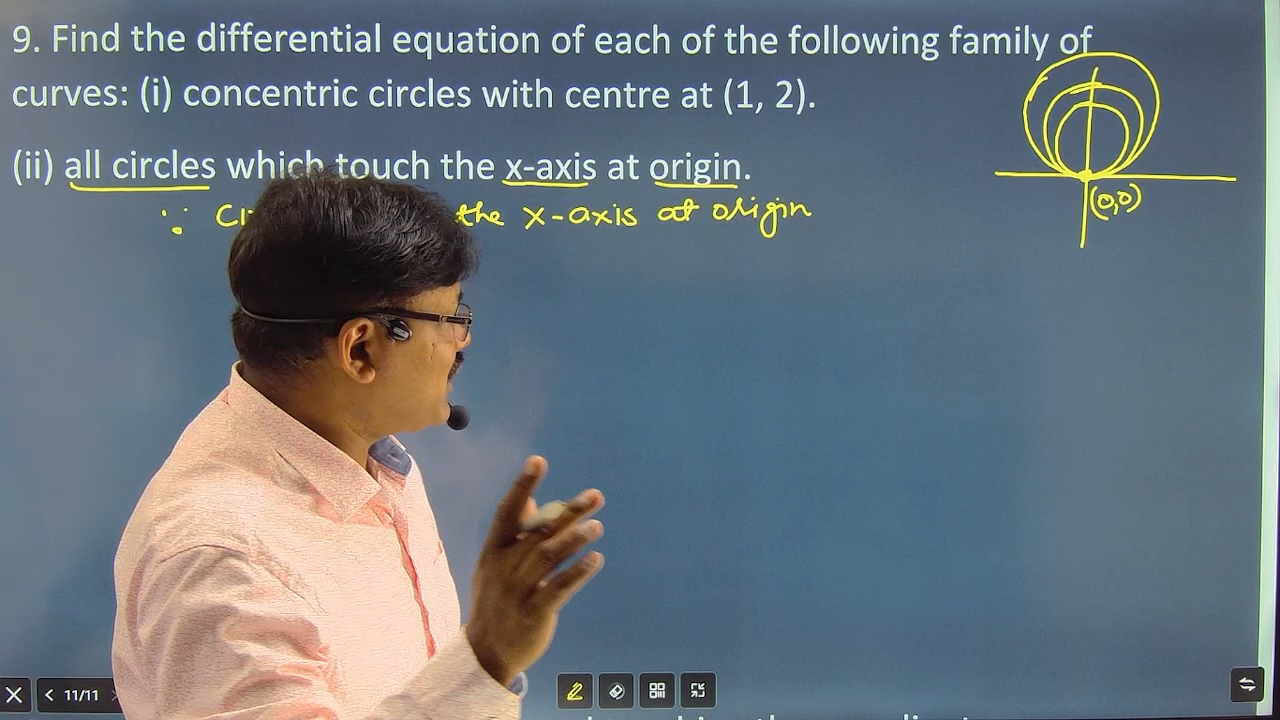 9. Find the differential equation of each of the following family of
curves: (i) concentric circles with centre at (1, 2).
(ii) all circles which touch the x-axis at origin.
∵ the x-axis at origin
(0,0)
11/11